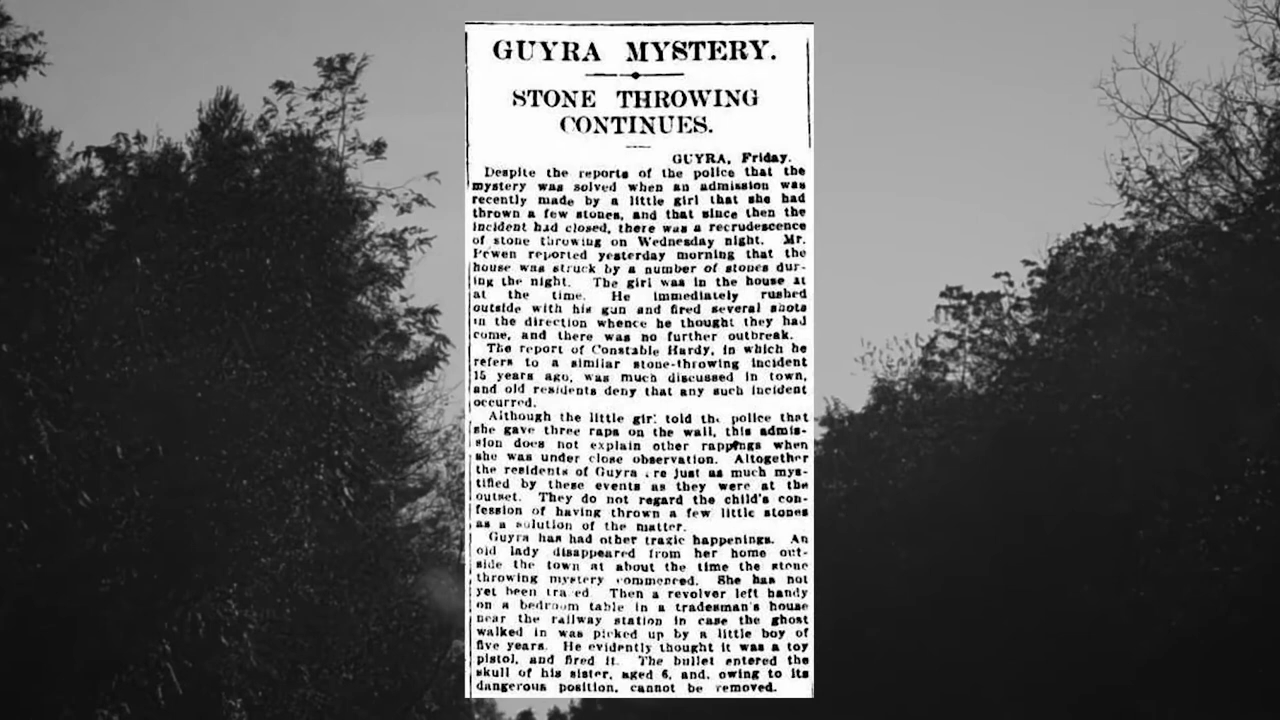 GUYRA MYSTERY.
STONE THROWING
CONTINUES.
GUYRA, Friday.
Despite the reports of the police that the
mystery was solved when an admission was
recently made by a little girl that she had
thrown a few stones, and that since then the
incident had closed, there was a recrudescence
of stone throwing on Wednesday night. Mr.
Pewen reported yesterday morning that the
house was struck by a number of stones dur-
ing the night. The girl was in the house at
at the time. He immediately rushed
outside with his gun and fired several shots
in the direction whence he thought they had
come, and there was no further outbreak.
The report of Constable Hardy, in which he
refers to a similar stone-throwing incident
15 years ago, was much discussed in town,
and old residents deny that any such incident
occurred.
Although the little girl told the police that
she gave three raps on the wall, this admis-
sion does not explain other rappings when
she was under close observation. Altogether
the residents of Guyra are just as much mys-
tified by these events as they were at the
outset. They do not regard the child's con-
fession of having thrown a few little stones
as a solution of the matter.
Guyra has had other tragic happenings. An
old lady disappeared from her home out-
side the town at about the time the stone
throwing mystery commenced. She has not
yet been traced. Then a revolver left handy
on a bedroom table in a tradesman's house
near the railway station in case the ghost
walked in was picked up by a little boy of
five years. He evidently thought it was a toy
pistol, and fired it. The bullet entered the
skull of his sister, aged 6, and, owing to its
dangerous position, cannot be removed.